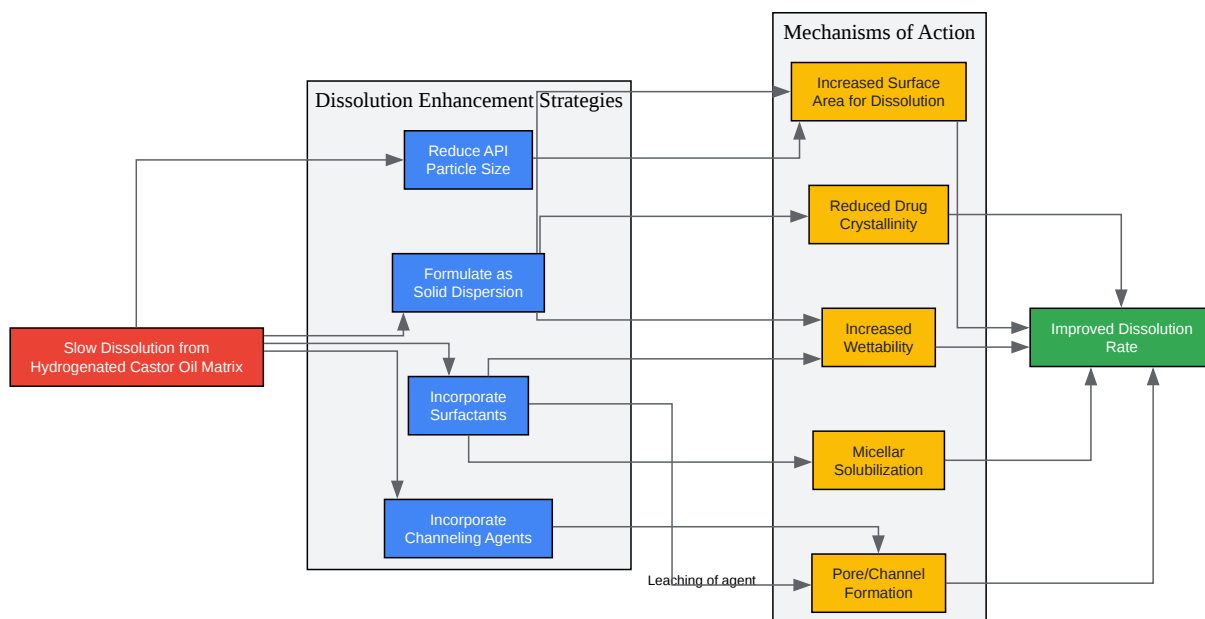 Slow Dissolution from
Hydrogenated Castor Oil Matrix
Dissolution Enhancement Strategies
Reduce API
Particle Size
Formulate as
Solid Dispersion
Incorporate
Surfactants
Incorporate
Channeling Agents
Leaching of agent
Mechanisms of Action
Increased Surface
Area for Dissolution
Reduced Drug
Crystallinity
Increased
Wettability
Micellar
Solubilization
Pore/Channel
Formation
Improved Dissolution
Rate